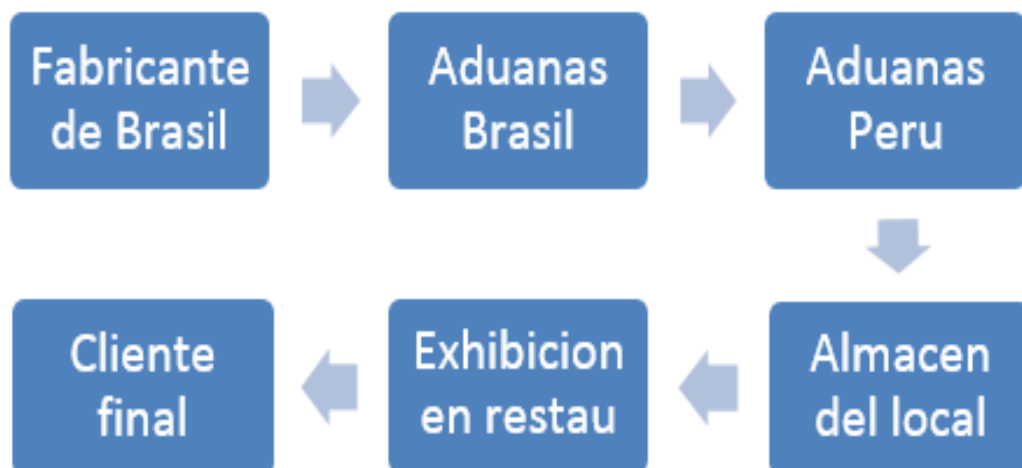 Fabricante
de Brasil
Aduanas
Brasil
Aduanas
Peru
Almacen
del local
Exhibicion
en restau
Cliente
final